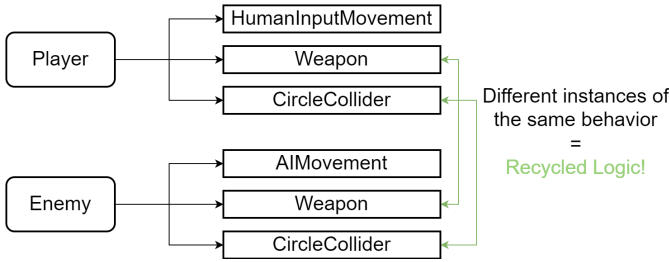 HumanInputMovement
Player
Weapon
CircleCollider
Different instances of
the same behavior
=
Recycled Logic!
AIMovement
Enemy
Weapon
CircleCollider